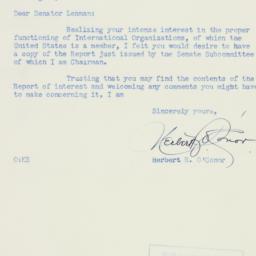 Dear Senator Lehman:
Realizing your intense interest in the proper
functioning of International Organizations, of which the
United States is a member, I felt you would desire to have
a copy of the Report just issued by the Senate Subcommittee
of which I am Chairman.
Trusting that you may find the contents of the
Report of interest and welcoming any comments you might have
to make concerning it, I am
Sincerely yours,
Herbert R. O'Conor
Herbert R. O'Conor